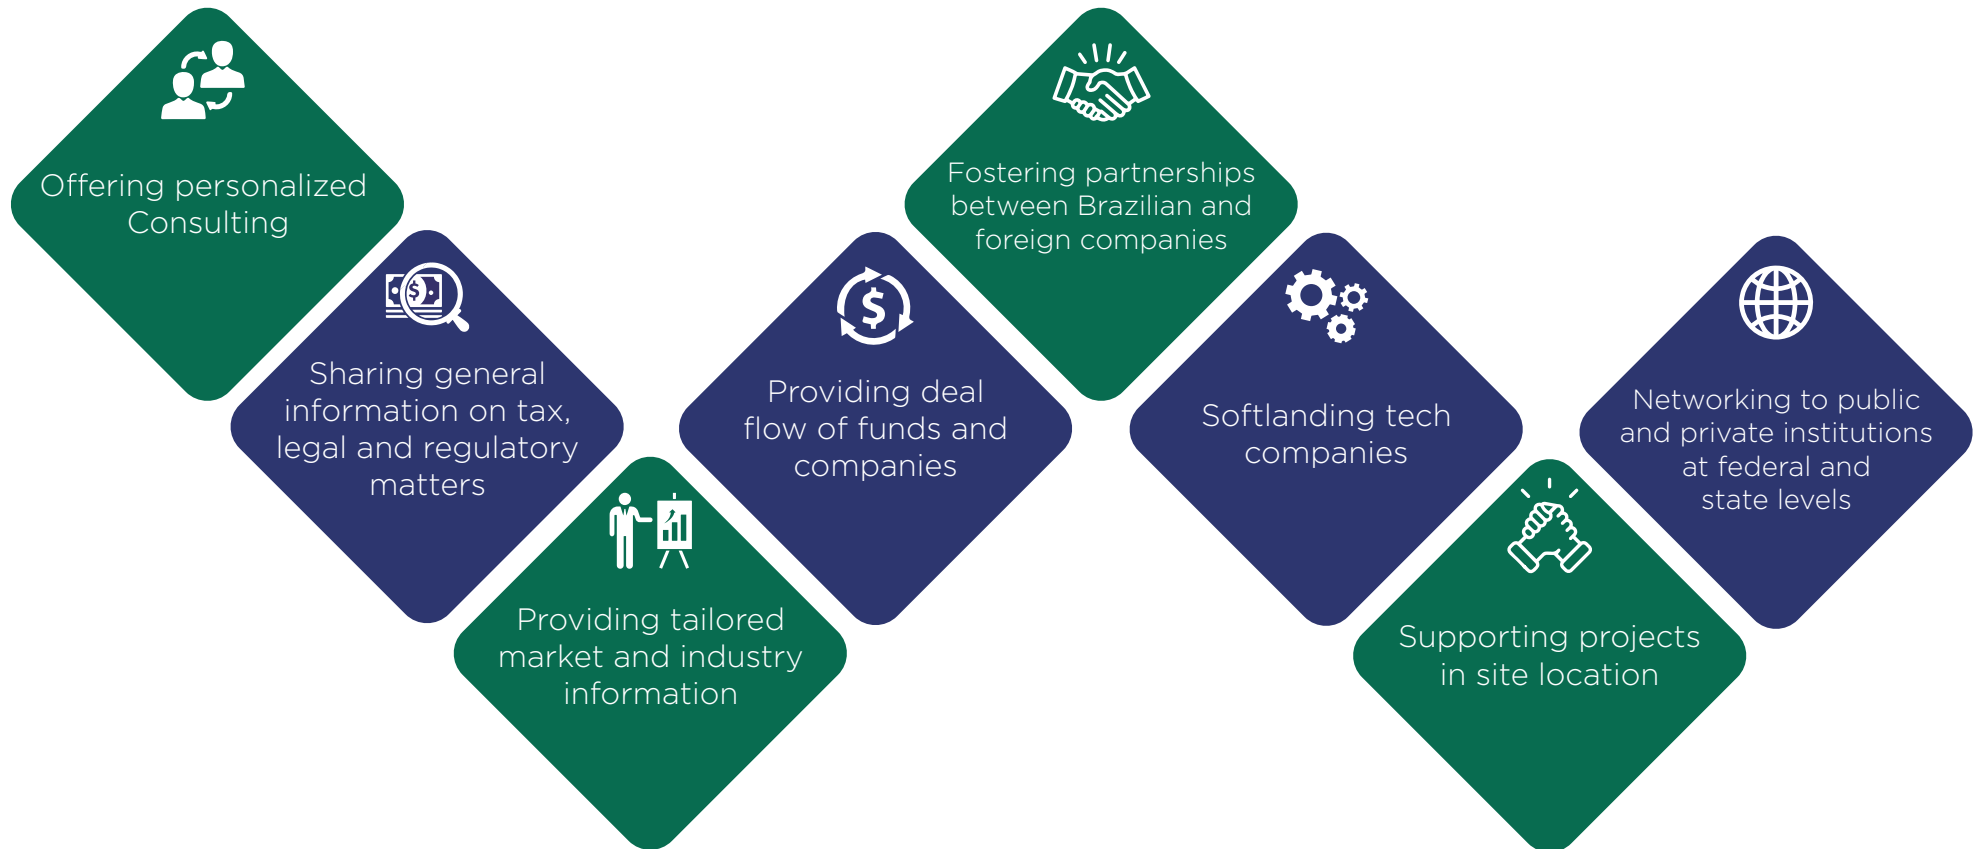 Offering personalized
Consulting
Sharing general
information on tax,
legal and regulatory
matters
Providing tailored
market and industry
information
Providing deal
flow of funds and
companies
Fostering partnerships
between Brazilian and
foreign companies
Softlanding tech
companies
Supporting projects
in site location
Networking to public
and private institutions
at federal and
state levels